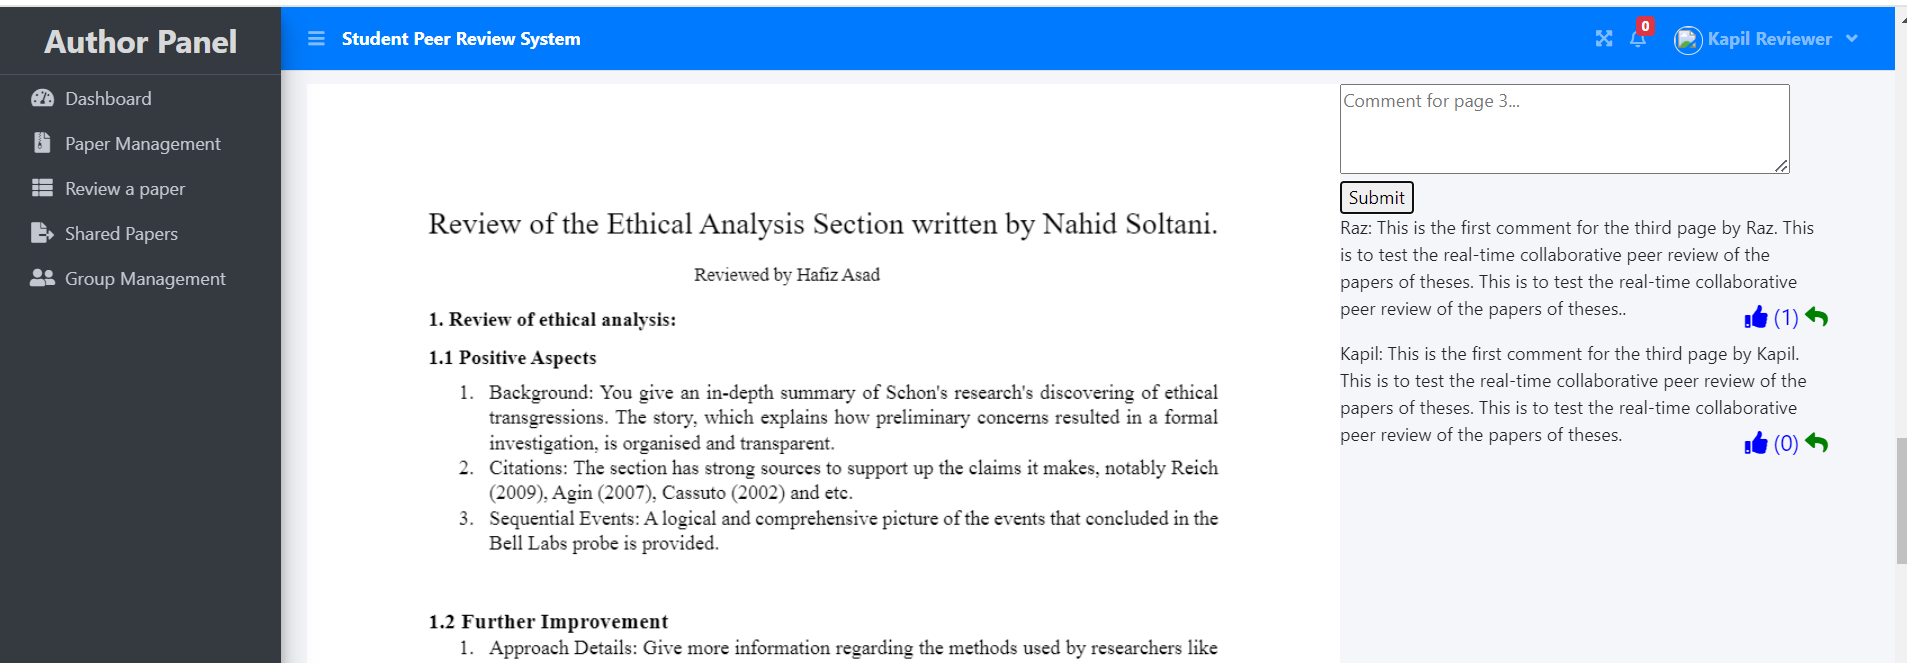 Author Panel
Dashboard
Paper Management
Review a paper
Shared Papers
Group Management
Student Peer Review System
0
Kapil Reviewer
Review of the Ethical Analysis Section written by Nahid Soltani.
Reviewed by Hafiz Asad
1. Review of ethical analysis:
1.1 Positive Aspects
1. Background: You give an in-depth summary of Schon's research's discovering of ethical
transgressions. The story, which explains how preliminary concerns resulted in a formal
investigation, is organised and transparent.
2. Citations: The section has strong sources to support up the claims it makes, notably Reich
(2009), Agin (2007), Cassuto (2002) and etc.
3. Sequential Events: A logical and comprehensive picture of the events that concluded in the
Bell Labs probe is provided.
1.2 Further Improvement
1. Approach Details: Give more information regarding the methods used by researchers like
Comment for page 3...
Submit
Raz: This is the first comment for the third page by Raz. This
is to test the real-time collaborative peer review of the
papers of theses. This is to test the real-time collaborative
peer review of the papers of theses..
(1)
Kapil: This is the first comment for the third page by Kapil.
This is to test the real-time collaborative peer review of the
papers of theses. This is to test the real-time collaborative
peer review of the papers of theses.
(0)